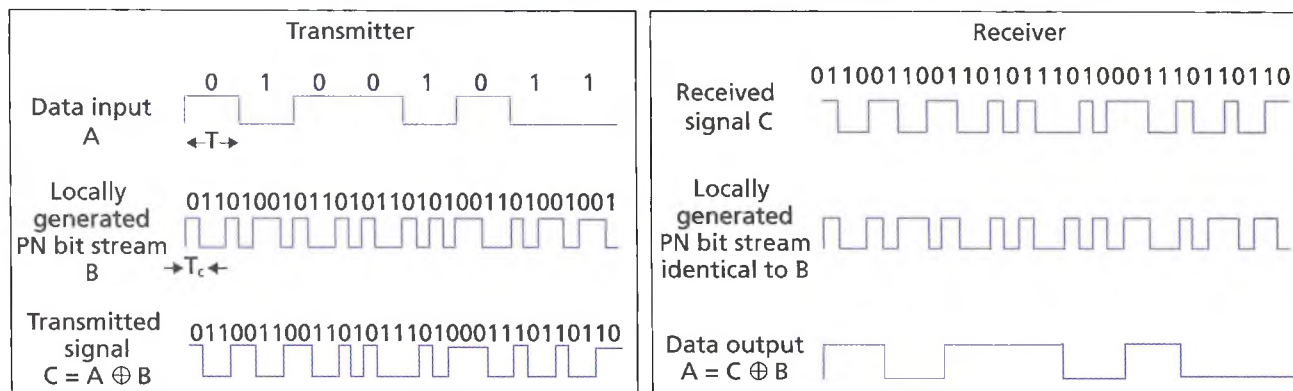 Transmitter
0 1 0 0 1 0 1 1
Data input
A
T
01101001011010110101001101001001
Locally
generated
PN bit stream
B
Tc
01100110011010111010001110110110
Transmitted
signal
C = A ⊕ B
Receiver
01100110011010111010001110110110
Received
signal C
Locally
generated
PN bit stream
identical to B
Data output
A = C ⊕ B